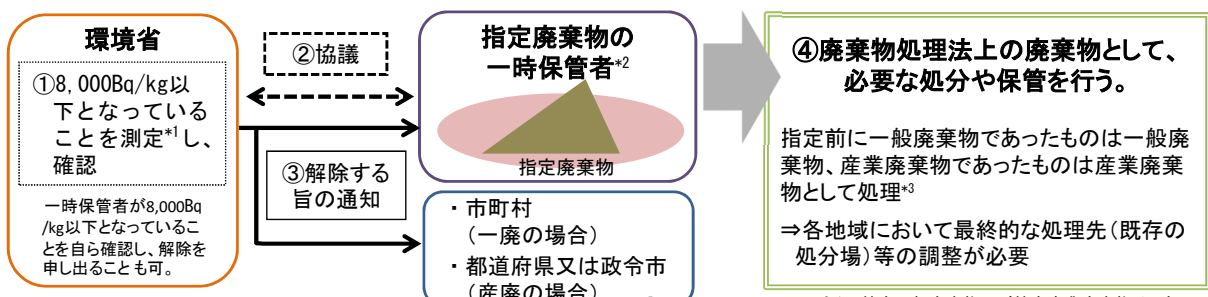 環境省
①8,000Bq/kg以
下となっている
ことを測定*1し、
確認
一時保管者が8,000Bq
/kg以下となっているこ
とを自ら確認し、解除を
申し出ることも可。
②協議
③解除する
旨の通知
指定廃棄物の
一時保管者*2
指定廃棄物
・市町村
（一廃の場合）
・都道府県又は政令市
（産廃の場合）
④廃棄物処理法上の廃棄物として、
必要な処分や保管を行う。
指定前に一般廃棄物であったものは一般廃
棄物、産業廃棄物であったものは産業廃棄
物として処理*3
⇒各地域において最終的な処理先（既存の
処分場）等の調整が必要